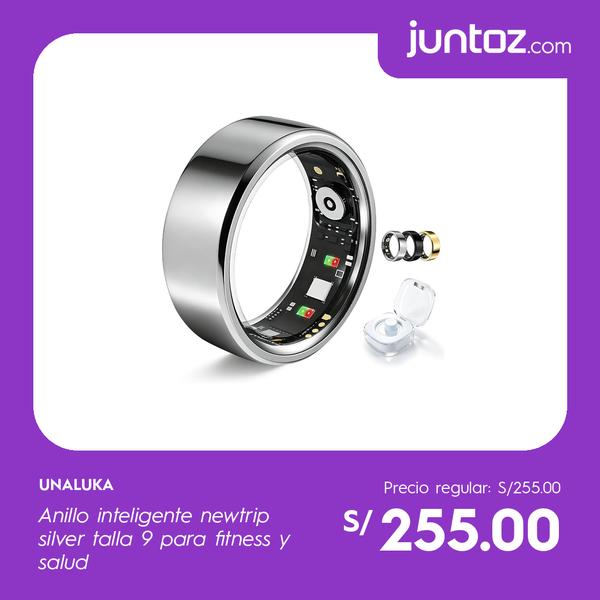 juntoz.com
UNALUKA
Anillo inteligente newtrip
silver talla 9 para fitness y
salud
Precio regular: S/255.00
S/ 255.00